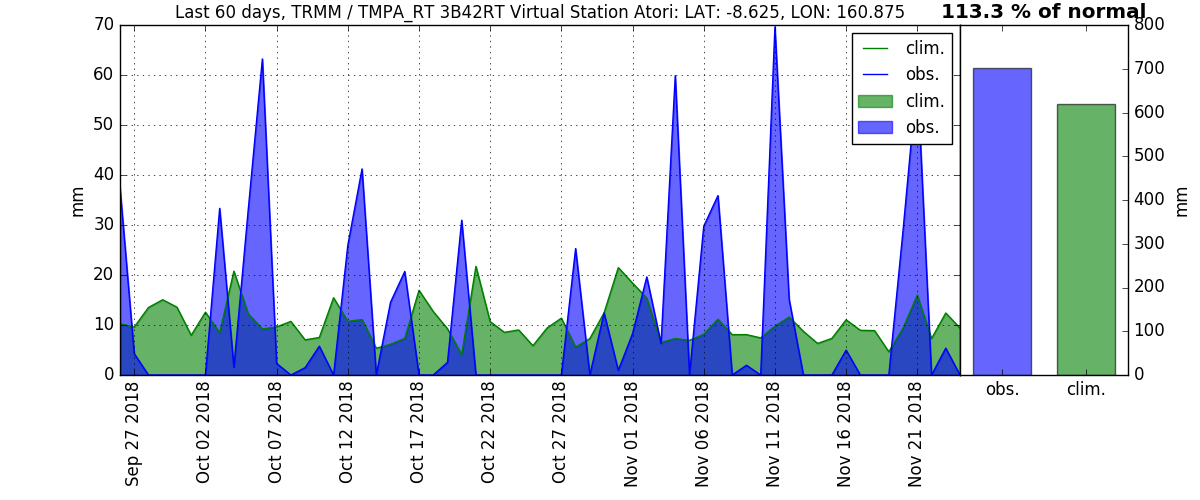 Last 60 days, TRMM / TMPA_RT 3B42RT Virtual Station Atori: LAT: -8.625, LON: 160.875
113.3 % of normal
70
60
50
40
30
20
10
0
mm
clim.
obs.
clim.
obs.
800
700
600
500
400
300
200
100
0
mm
Sep 27 2018
Oct 02 2018
Oct 07 2018
Oct 12 2018
Oct 17 2018
Oct 22 2018
Oct 27 2018
Nov 01 2018
Nov 06 2018
Nov 11 2018
Nov 16 2018
Nov 21 2018
obs.
clim.